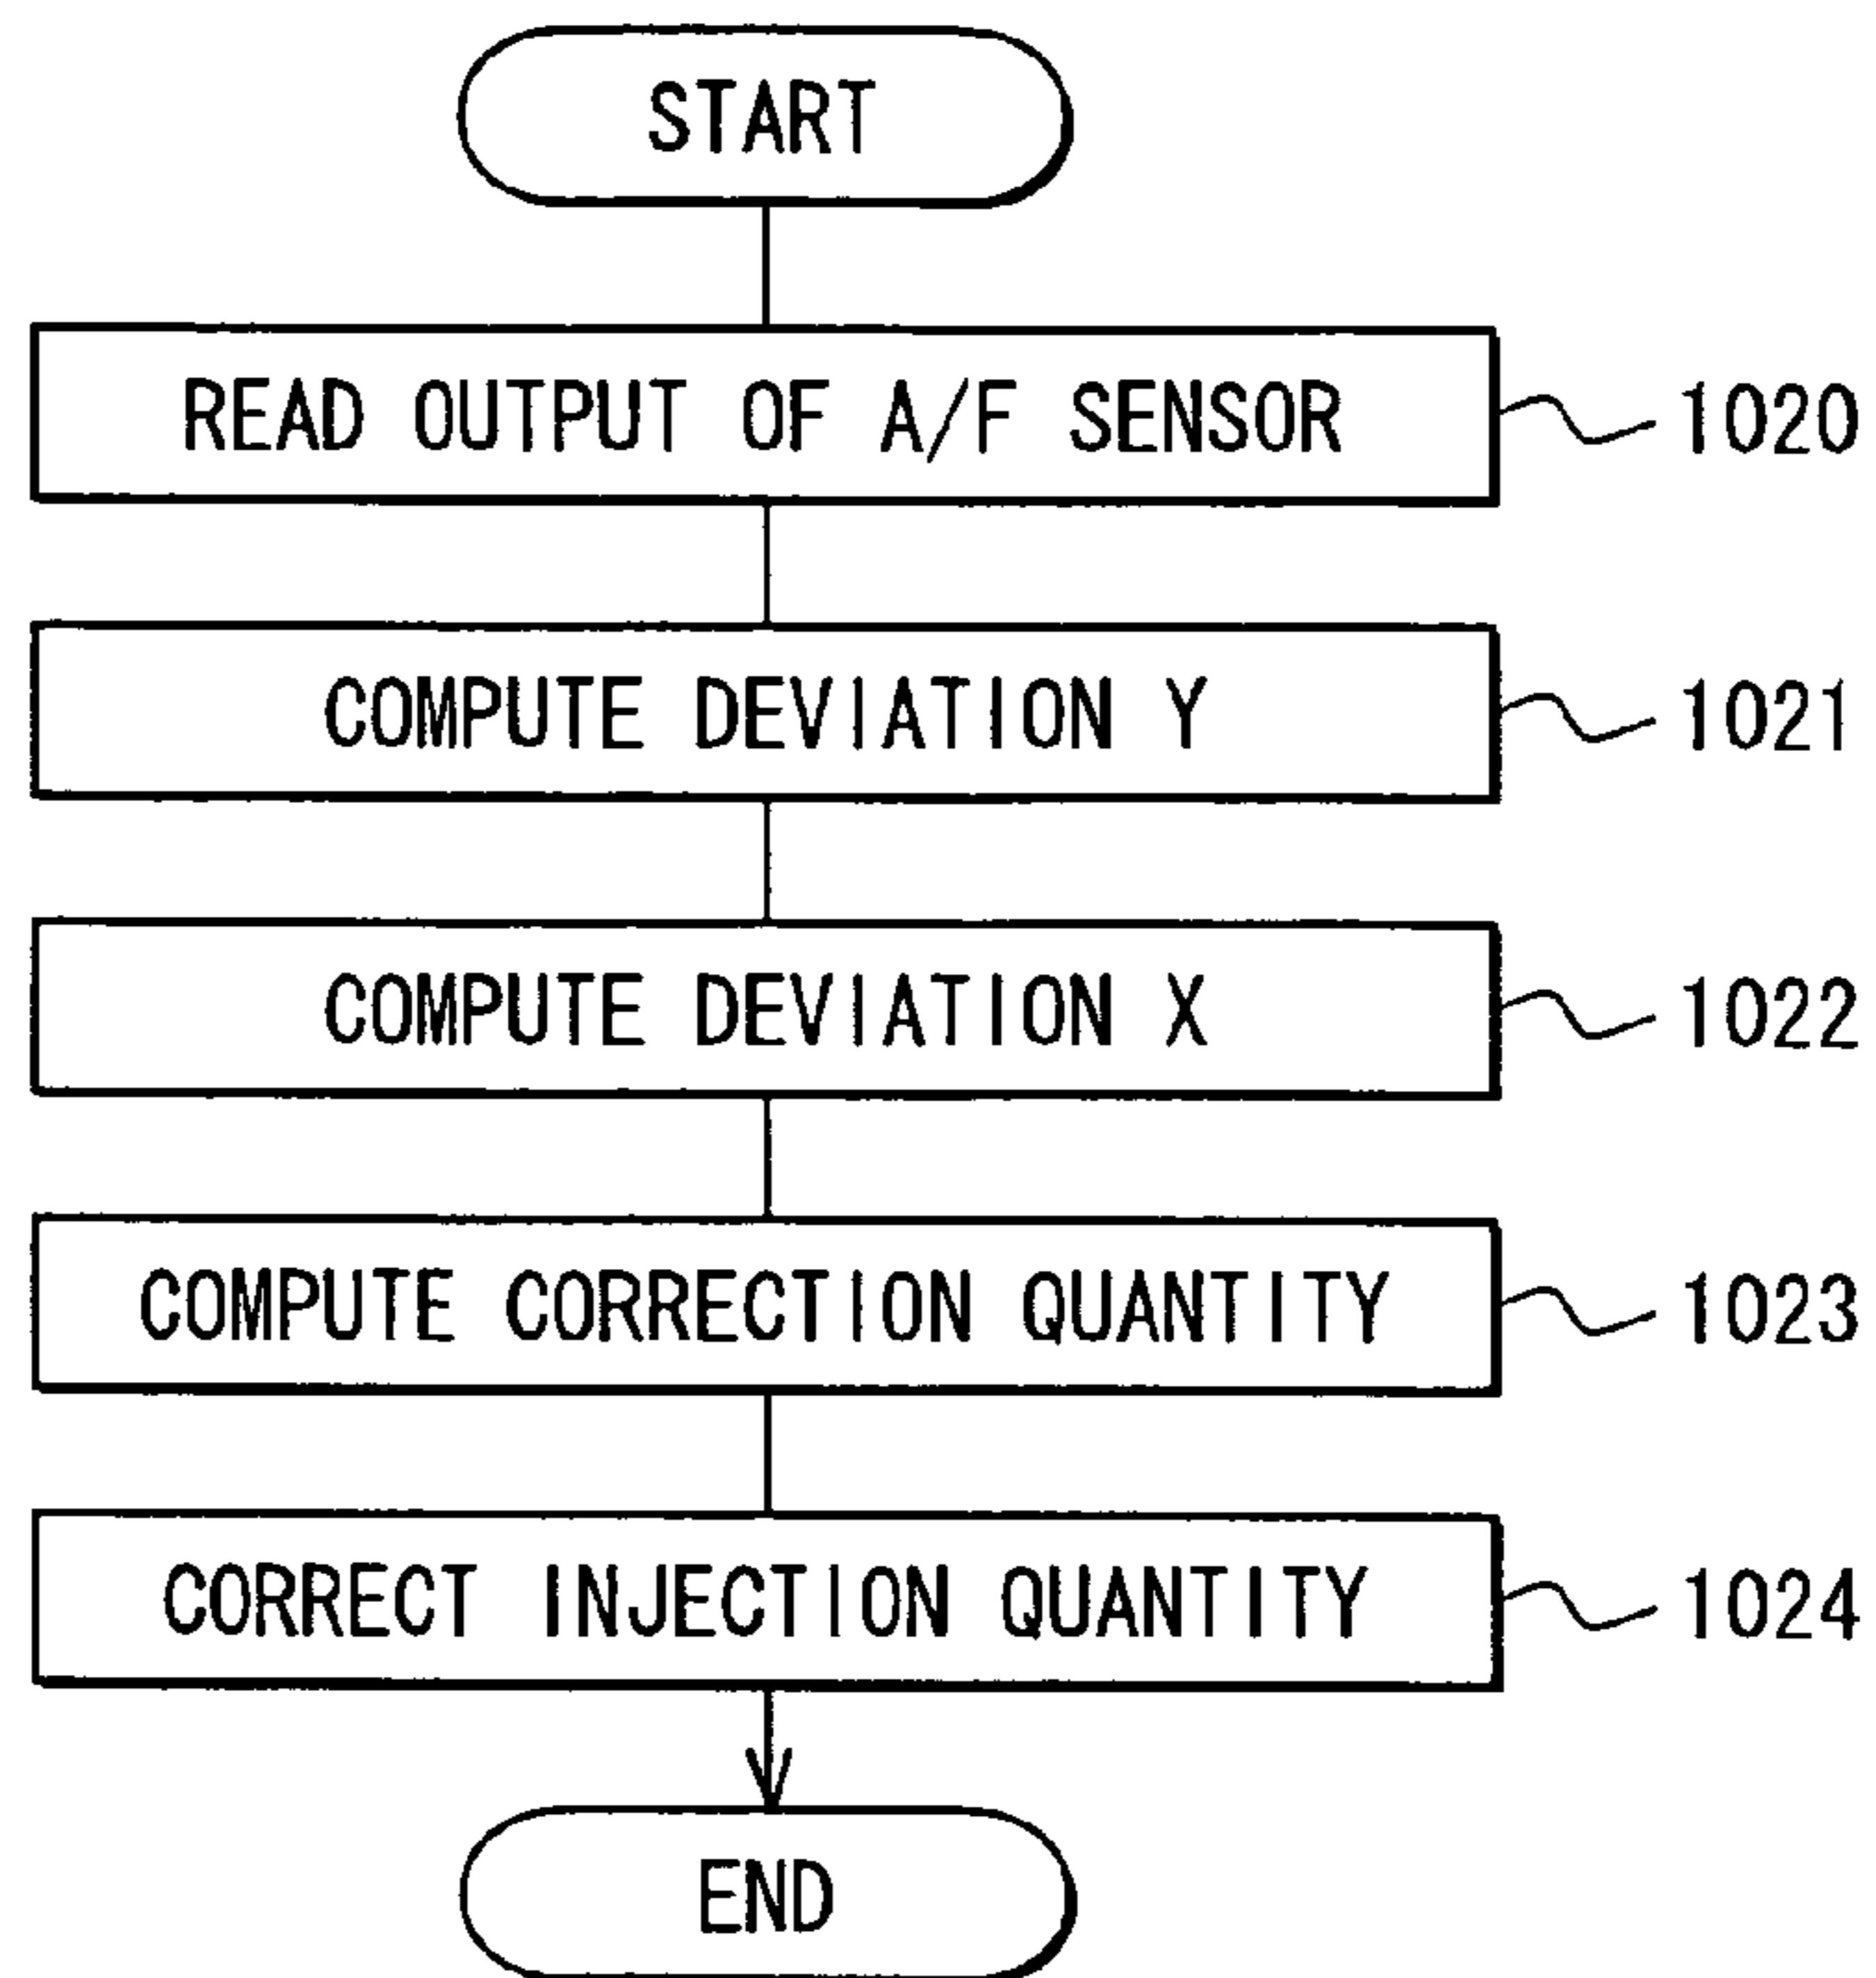 START
READ OUTPUT OF A/F SENSOR 1020
COMPUTE DEVIATION Y 1021
COMPUTE DEVIATION X 1022
COMPUTE CORRECTION QUANTITY 1023
CORRECT INJECTION QUANTITY 1024
END